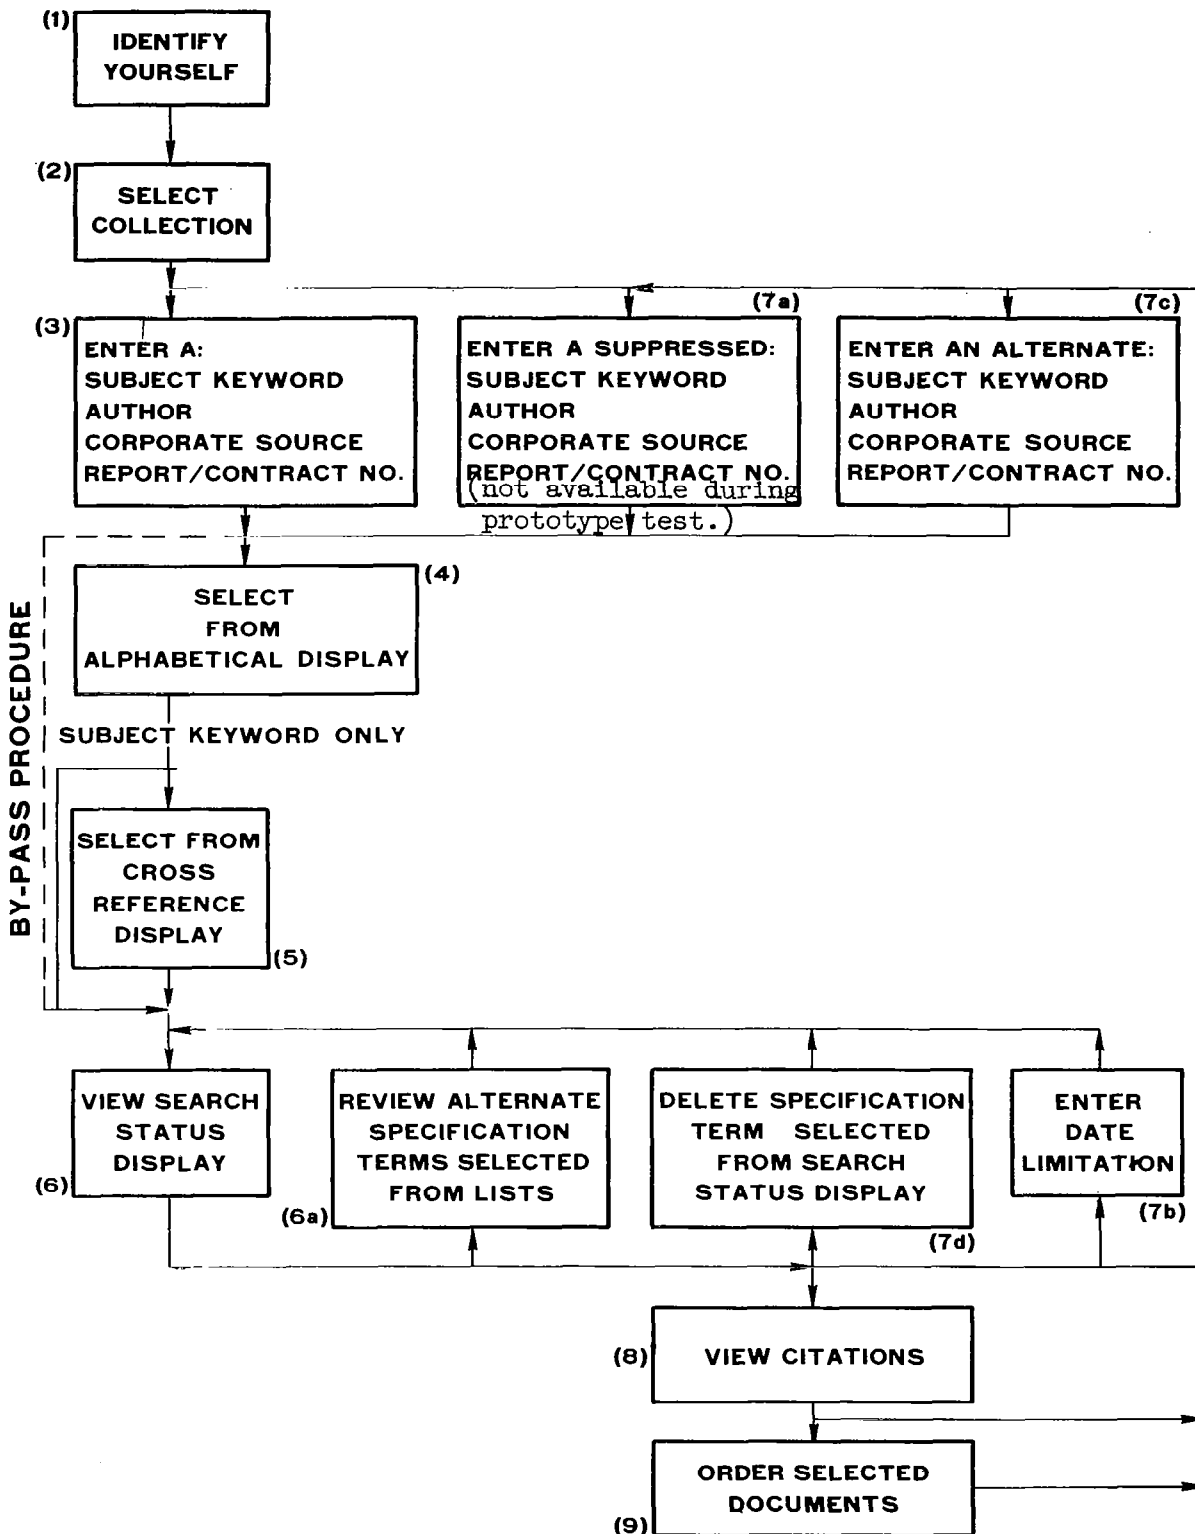 (1)
IDENTIFY
YOURSELF
(2)
SELECT
COLLECTION
(3)
ENTER A:
SUBJECT KEYWORD
AUTHOR
CORPORATE SOURCE
REPORT/CONTRACT NO.
(7a)
ENTER A SUPPRESSED:
SUBJECT KEYWORD
AUTHOR
CORPORATE SOURCE
REPORT/CONTRACT NO.
(not available during
prototype test.)
(7c)
ENTER AN ALTERNATE:
SUBJECT KEYWORD
AUTHOR
CORPORATE SOURCE
REPORT/CONTRACT NO.
(4)
SELECT
FROM
ALPHABETICAL DISPLAY
BY-PASS PROCEDURE
SUBJECT KEYWORD ONLY
SELECT FROM
CROSS
REFERENCE
DISPLAY
(5)
VIEW SEARCH
STATUS
DISPLAY
(6)
REVIEW ALTERNATE
SPECIFICATION
TERMS SELECTED
FROM LISTS
(6a)
DELETE SPECIFICATION
TERM SELECTED
FROM SEARCH
STATUS DISPLAY
(7d)
ENTER
DATE
LIMITATION
(7b)
(8)
VIEW CITATIONS
ORDER SELECTED
DOCUMENTS
(9)